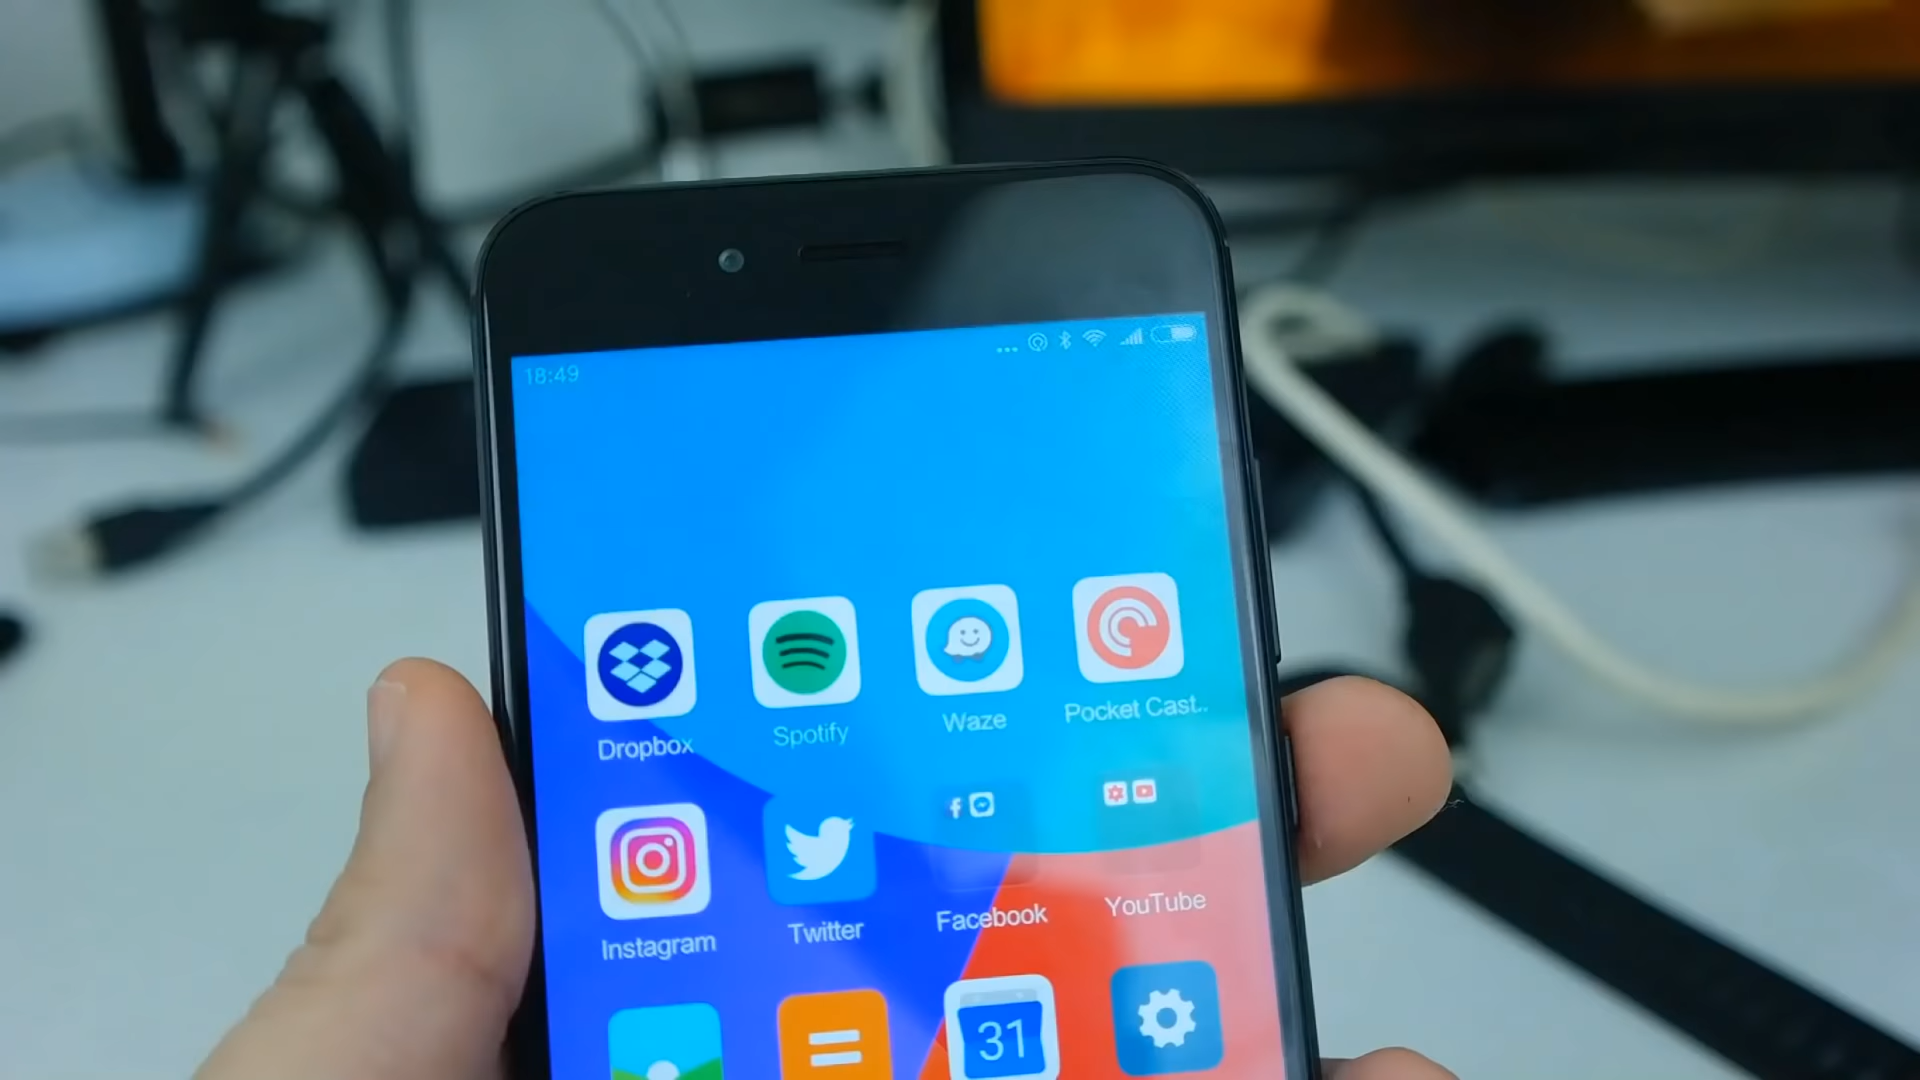 18:49
Dropbox
Spotify
Waze
Pocket Cast..
Instagram
Twitter
Facebook
YouTube
31